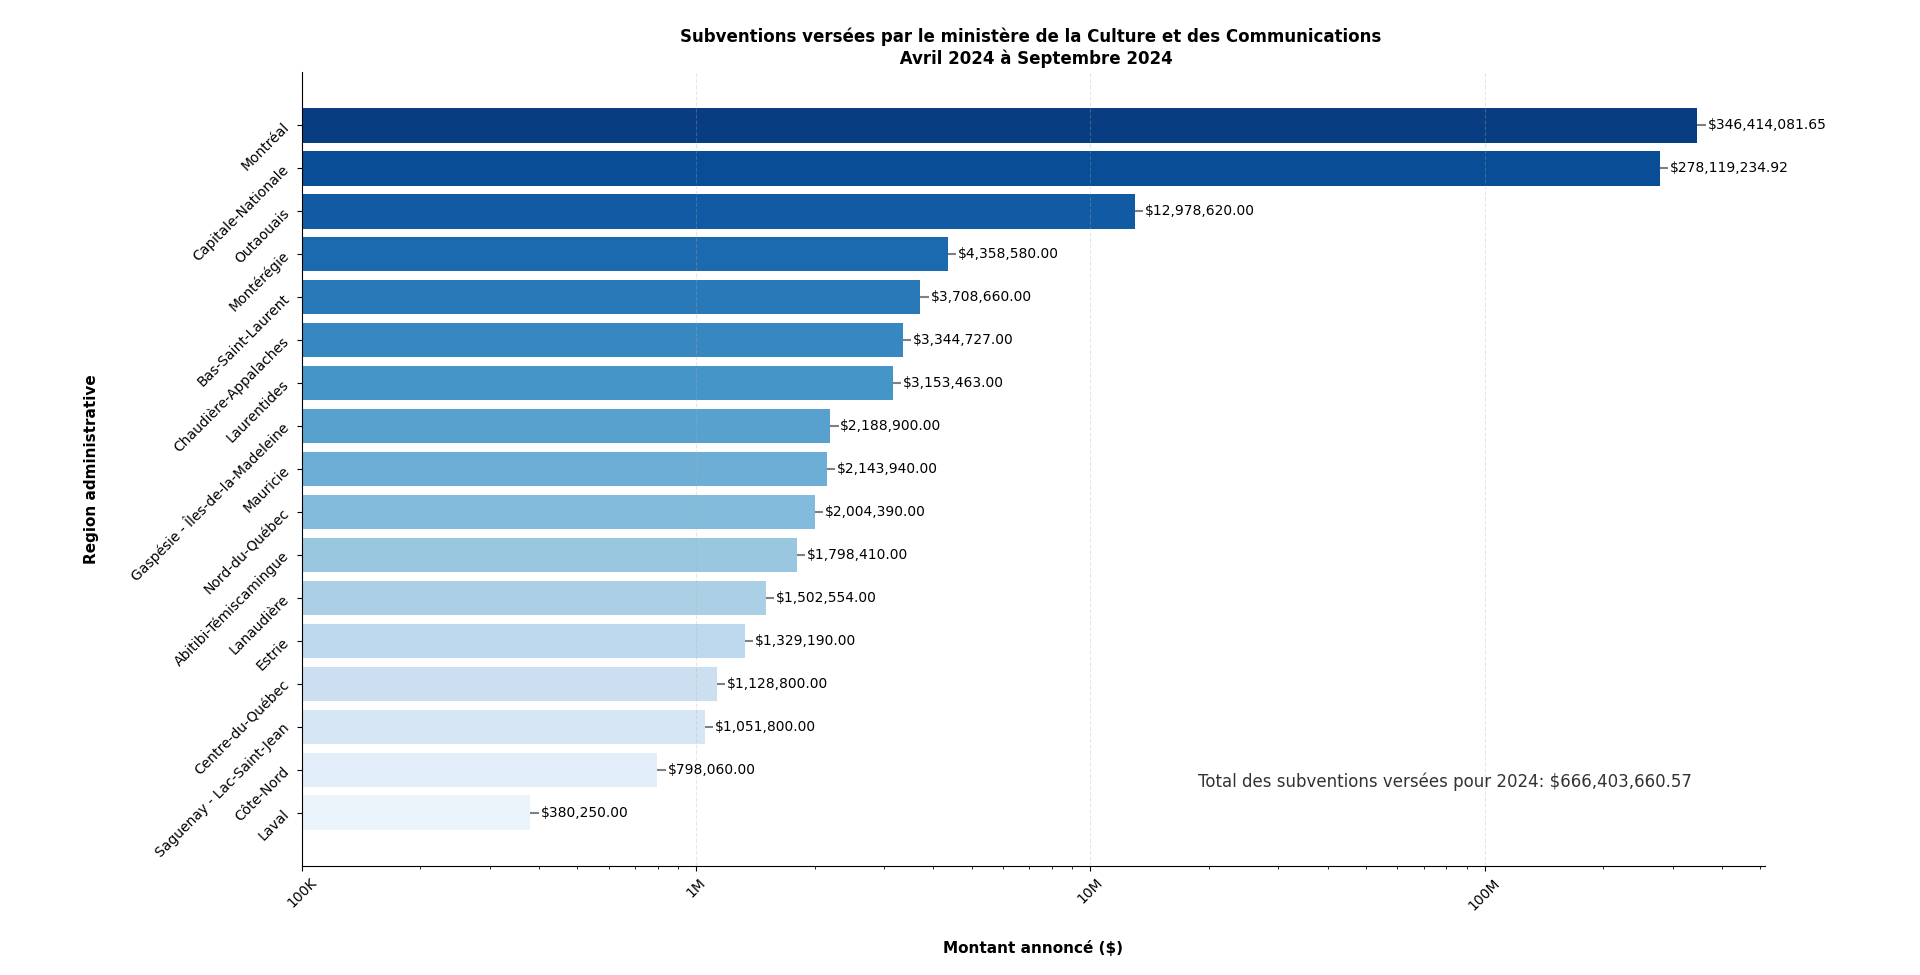 Subventions versées par le ministère de la Culture et des Communications
Avril 2024 à Septembre 2024
Region administrative
Montréal
$346,414,081.65
Capitale-Nationale
$278,119,234.92
Outaouais
$12,978,620.00
Montérégie
$4,358,580.00
Bas-Saint-Laurent
$3,708,660.00
Chaudière-Appalaches
$3,344,727.00
Laurentides
$3,153,463.00
Gaspésie - Îles-de-la-Madeleine
$2,188,900.00
Mauricie
$2,143,940.00
Nord-du-Québec
$2,004,390.00
Abitibi-Témiscamingue
$1,798,410.00
Lanaudière
$1,502,554.00
Estrie
$1,329,190.00
Centre-du-Québec
$1,128,800.00
Saguenay - Lac-Saint-Jean
$1,051,800.00
Côte-Nord
$798,060.00
Laval
$380,250.00
Total des subventions versées pour 2024: $666,403,660.57
100K
1M
10M
100M
Montant annoncé ($)